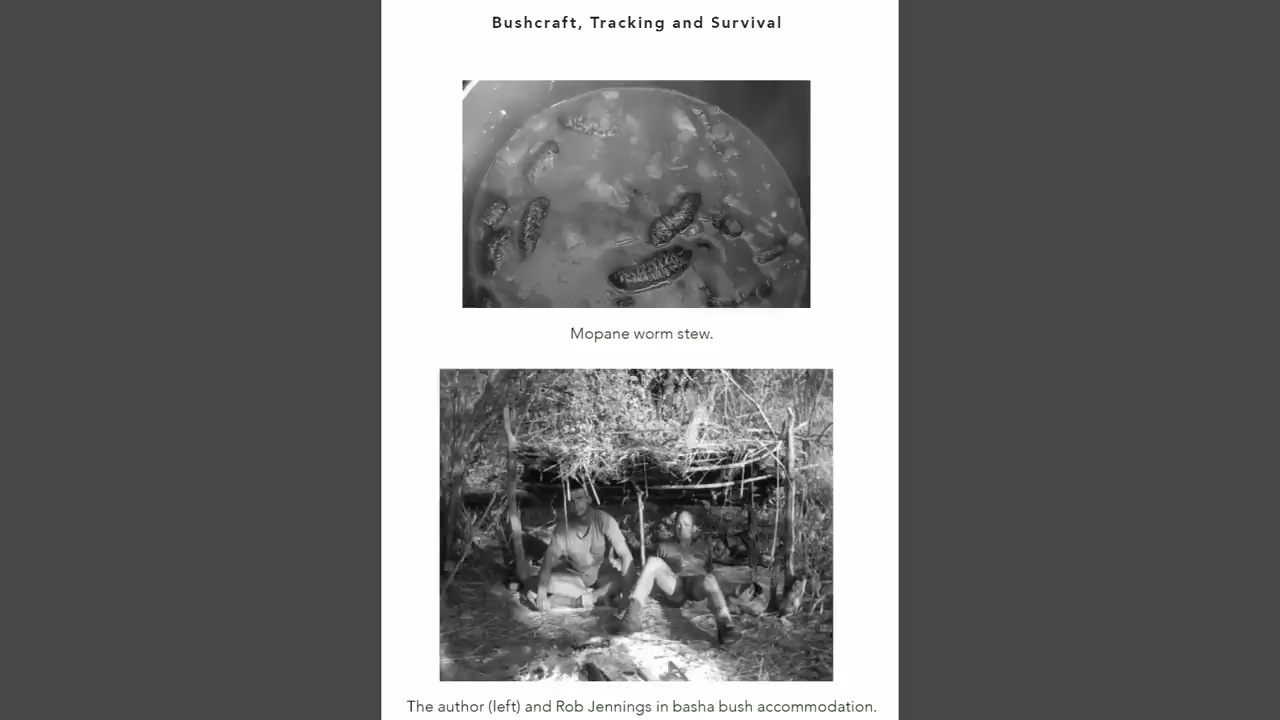 Bushcraft, Tracking and Survival
Mopane worm stew.
The author (left) and Rob Jennings in basha bush accommodation.